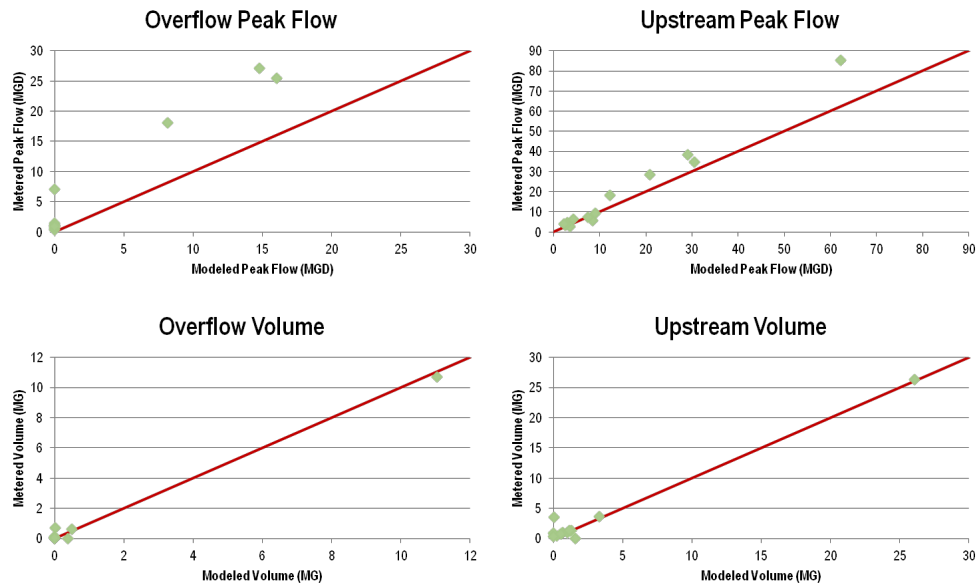 Overflow Peak Flow
30
25
20
15
10
5
0
Metered Peak Flow (MGD)
0 5 10 15 20 25 30
Modeled Peak Flow (MGD)
Upstream Peak Flow
90
80
70
60
50
40
30
20
10
0
Metered Peak Flow (MGD)
0 10 20 30 40 50 60 70 80 90
Modeled Peak Flow (MGD)
Overflow Volume
12
10
8
6
4
2
0
Metered Volume (MG)
0 2 4 6 8 10 12
Modeled Volume (MG)
Upstream Volume
30
25
20
15
10
5
0
Metered Volume (MG)
0 5 10 15 20 25 30
Modeled Volume (MG)